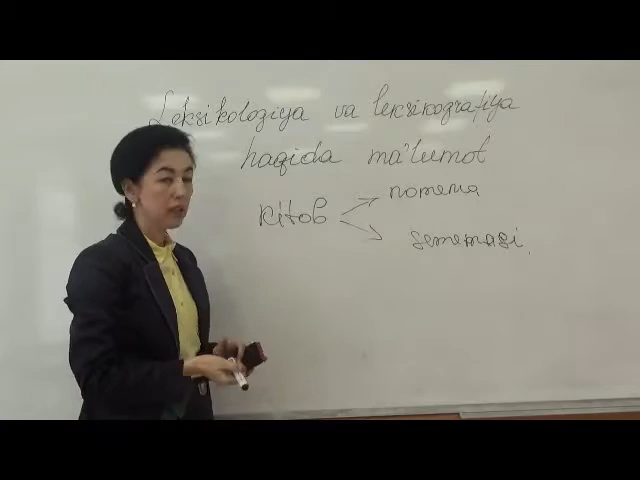 Leksikologiya va leksikografiya
haqida ma'lumot
kitob
nomema
sememasi